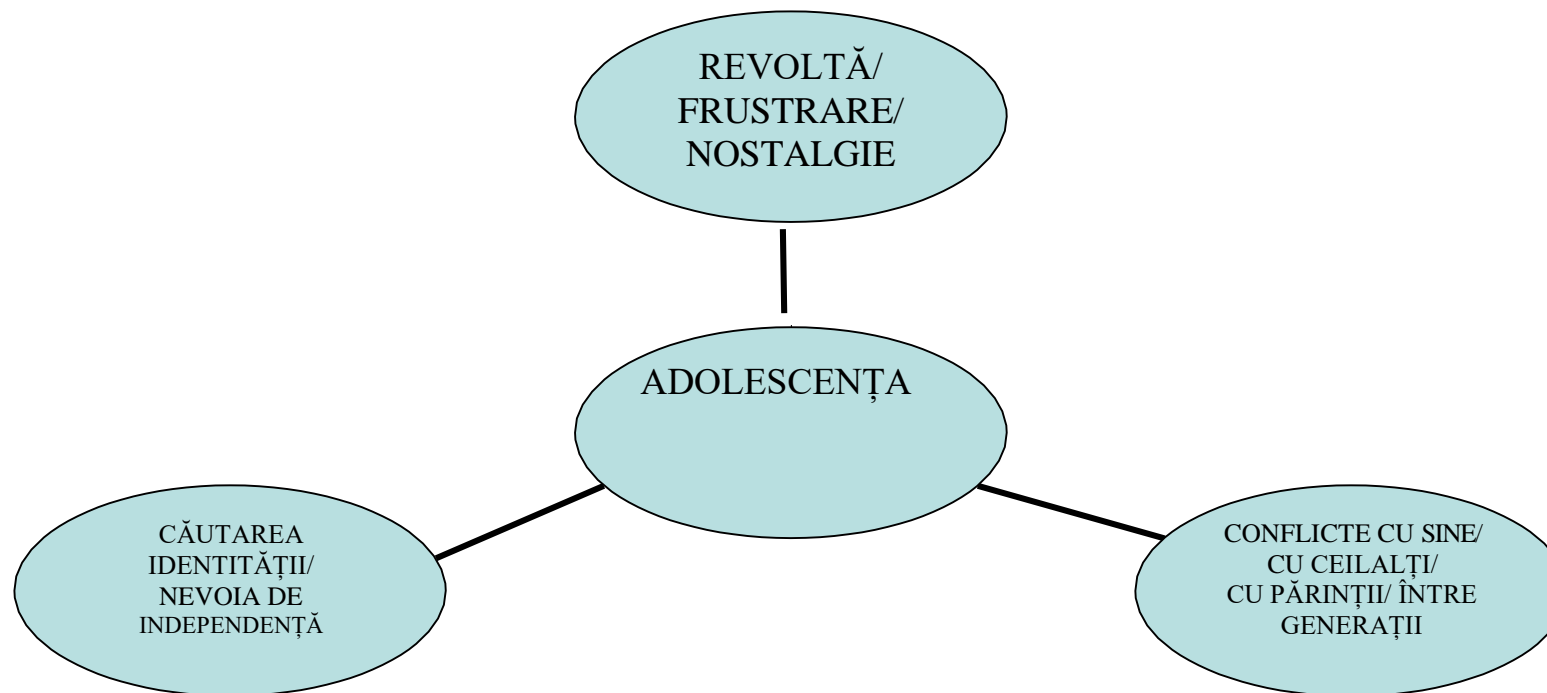 REVOLTĂ/
FRUSTRARE/
NOSTALGIE
ADOLESCENȚA
CĂUTAREA
IDENTITĂȚII/
NEVOIA DE
INDEPENDENȚĂ
CONFLICTE CU SINE/
CU CEILALȚI/
CU PĂRINȚII/ ÎNTRE
GENERAȚII